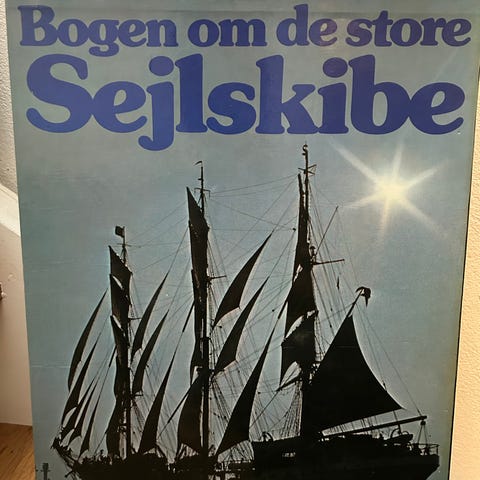 Bogen om de store
Sejlskibe